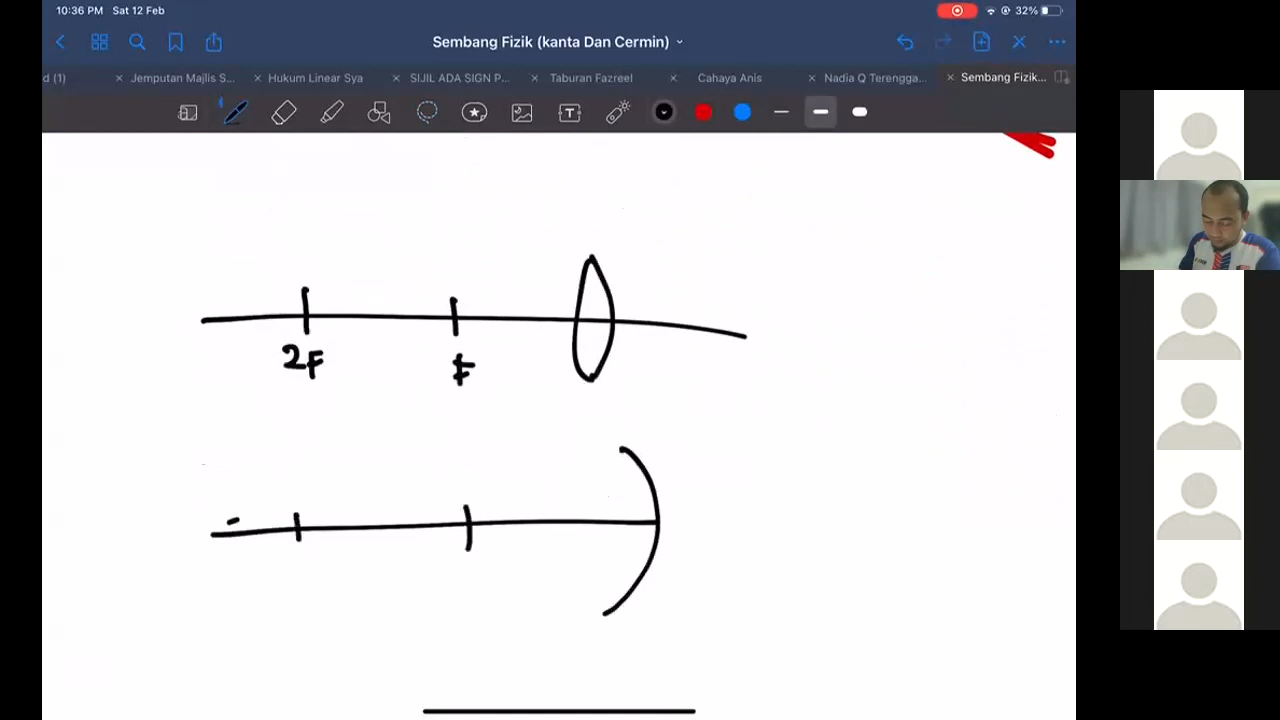 10:36 PM Sat 12 Feb
32%
Sembang Fizik (kanta Dan Cermin)
d (1)
Jemputan Majlis S...
Hukum Linear Sya
SIJIL ADA SIGN P...
Taburan Fazreel
Cahaya Anis
Nadia Q Terengga...
Sembang Fizik...
2F
F